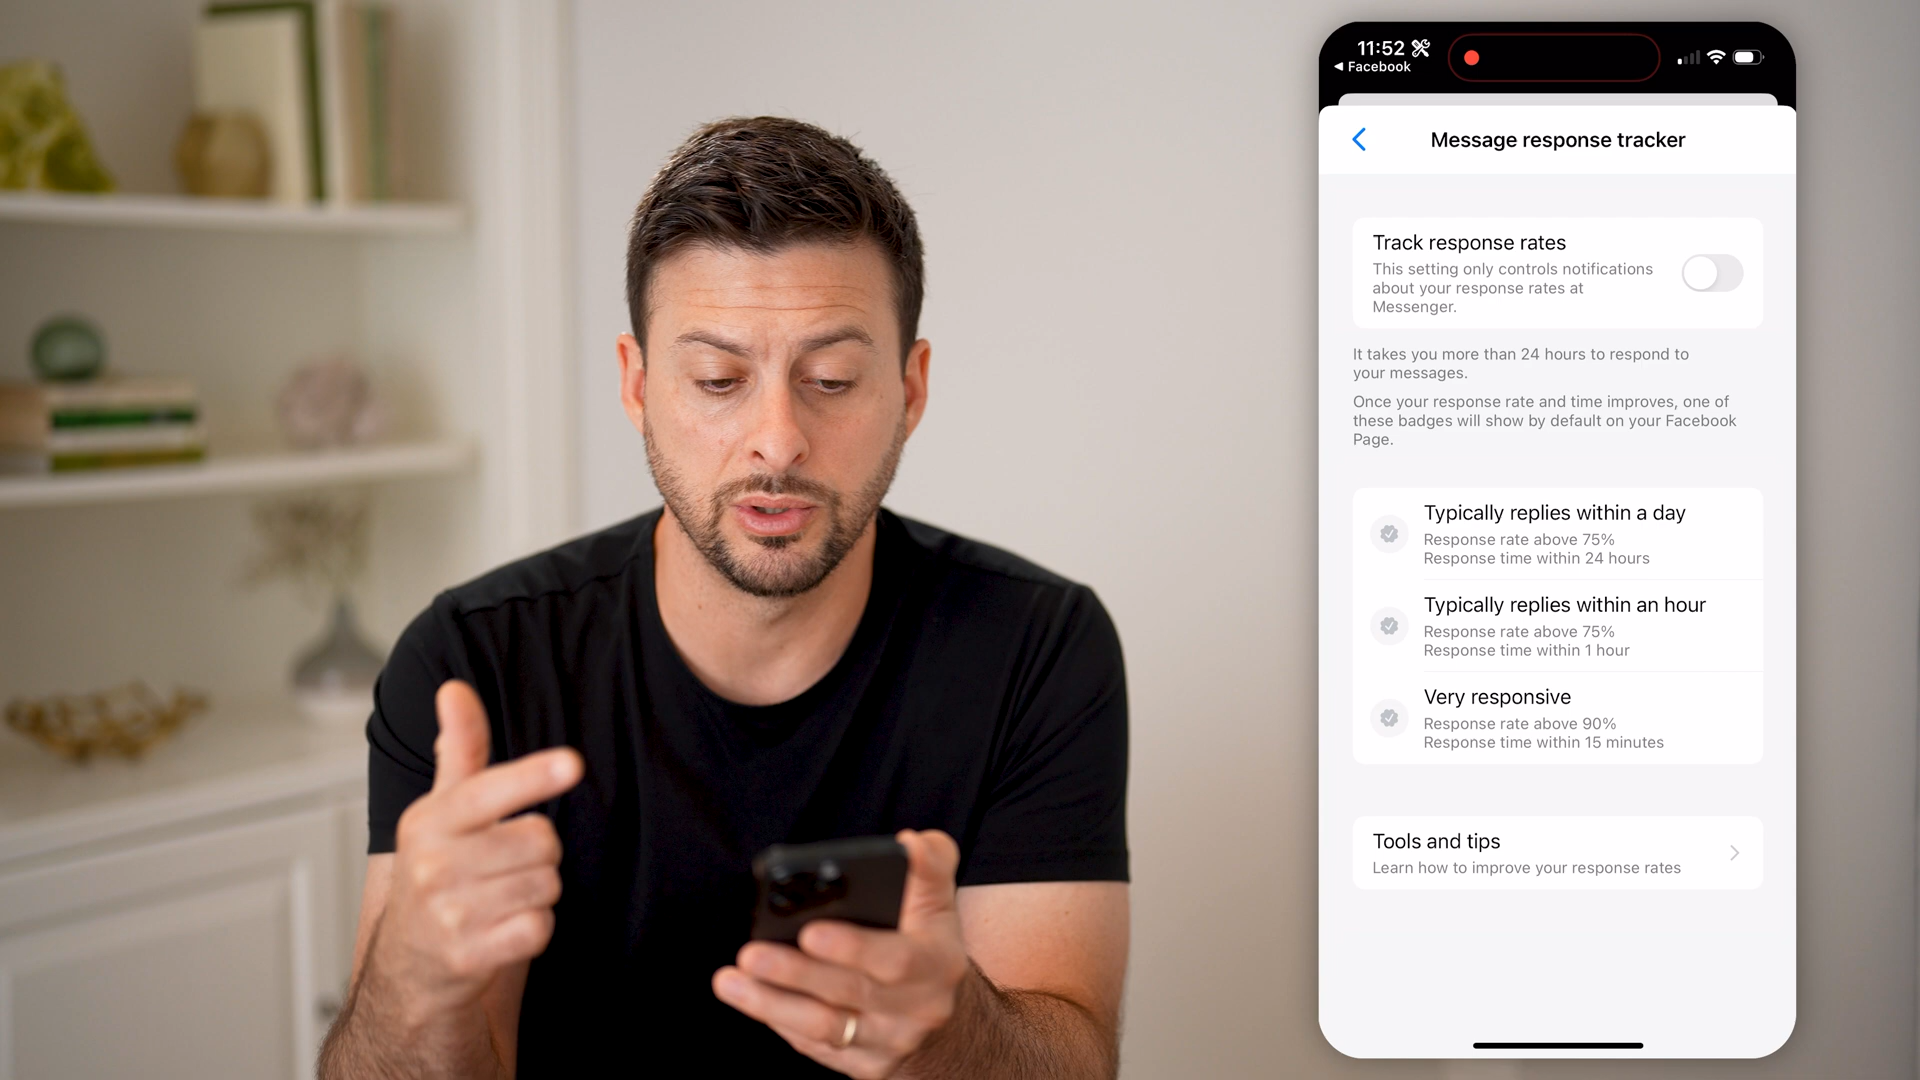 11:52
◀ Facebook
Message response tracker
Track response rates
This setting only controls notifications
about your response rates at
Messenger.
It takes you more than 24 hours to respond to
your messages.
Once your response rate and time improves, one of
these badges will show by default on your Facebook
Page.
Typically replies within a day
Response rate above 75%
Response time within 24 hours
Typically replies within an hour
Response rate above 75%
Response time within 1 hour
Very responsive
Response rate above 90%
Response time within 15 minutes
Tools and tips
Learn how to improve your response rates